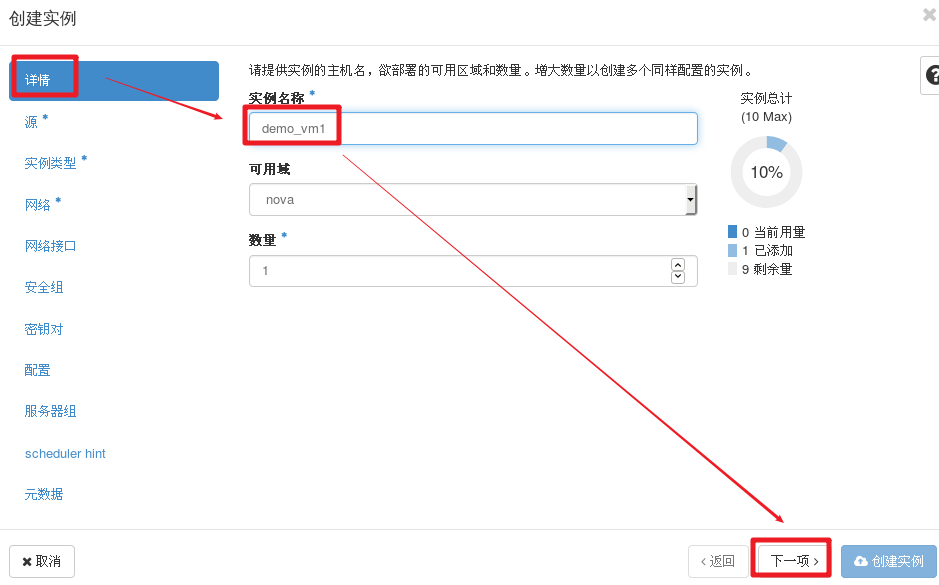 创建实例
×
详情
源 *
实例类型 *
网络 *
网络接口
安全组
密钥对
配置
服务器组
scheduler hint
元数据
请提供实例的主机名，欲部署的可用区域和数量。增大数量以创建多个同样配置的实例。
实例名称 *
demo_vm1
可用域
nova
数量 *
1
实例总计
(10 Max)
10%
0 当前用量
1 已添加
9 剩余量
?
× 取消
‹ 返回
下一项 ›
创建实例